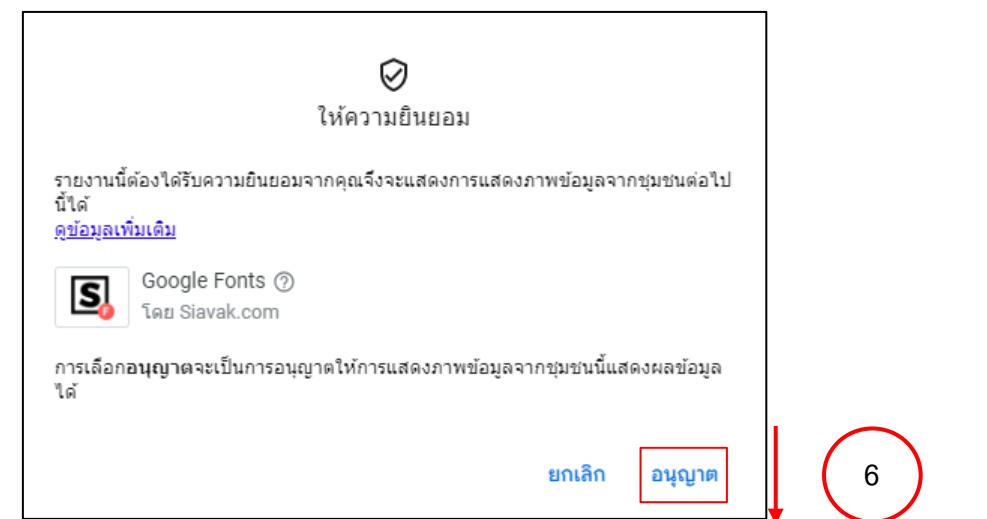 ให้ความยินยอม
รายงานนี้ต้องได้รับความยินยอมจากคุณจึงจะแสดงการแสดงภาพข้อมูลจากชุมชนต่อไป
นี้ได้
ดูข้อมูลเพิ่มเติม
S
F
Google Fonts ?
โดย Siavak.com
การเลือกอนุญาตจะเป็นการอนุญาตให้การแสดงภาพข้อมูลจากชุมชนนี้แสดงผลข้อมูล
ได้
ยกเลิก อนุญาต
6